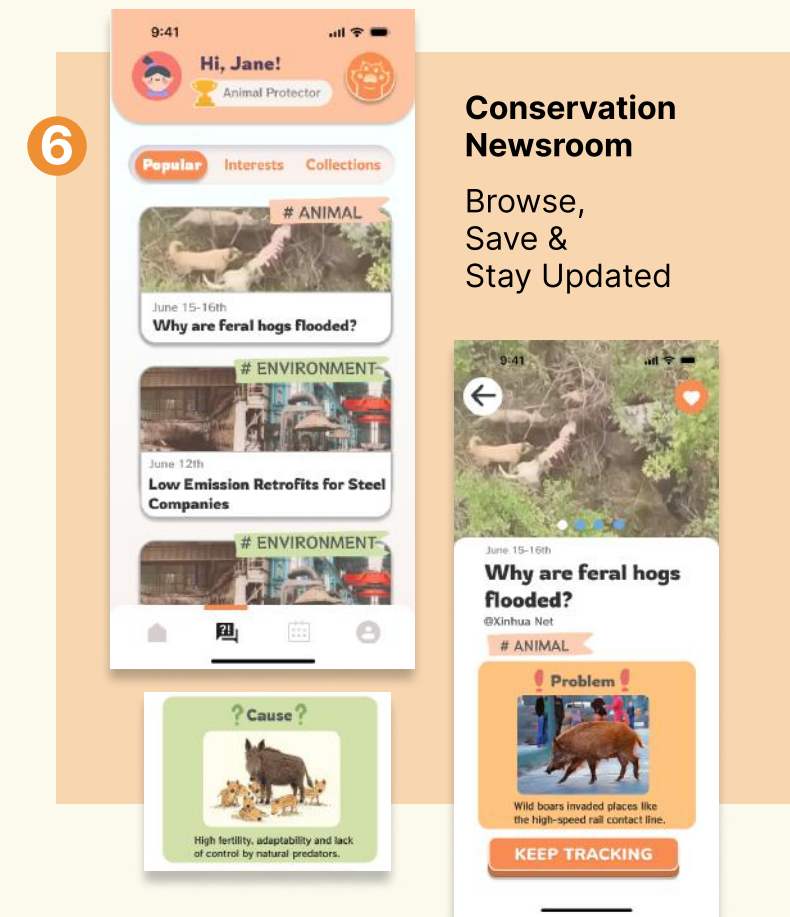 6
9:41
Hi, Jane!
Animal Protector
Popular
Interests
Collections
# ANIMAL
June 15-16th
Why are feral hogs flooded?
# ENVIRONMENT
June 12th
Low Emission Retrofits for Steel
Companies
# ENVIRONMENT
?!
? Cause ?
High fertility, adaptability and lack
of control by natural predators.
Conservation
Newsroom
Browse,
Save &
Stay Updated
9:41
June 15-16th
Why are feral hogs
flooded?
@Xinhua Net
# ANIMAL
! Problem !
Wild boars invaded places like
the high-speed rail contact line.
KEEP TRACKING